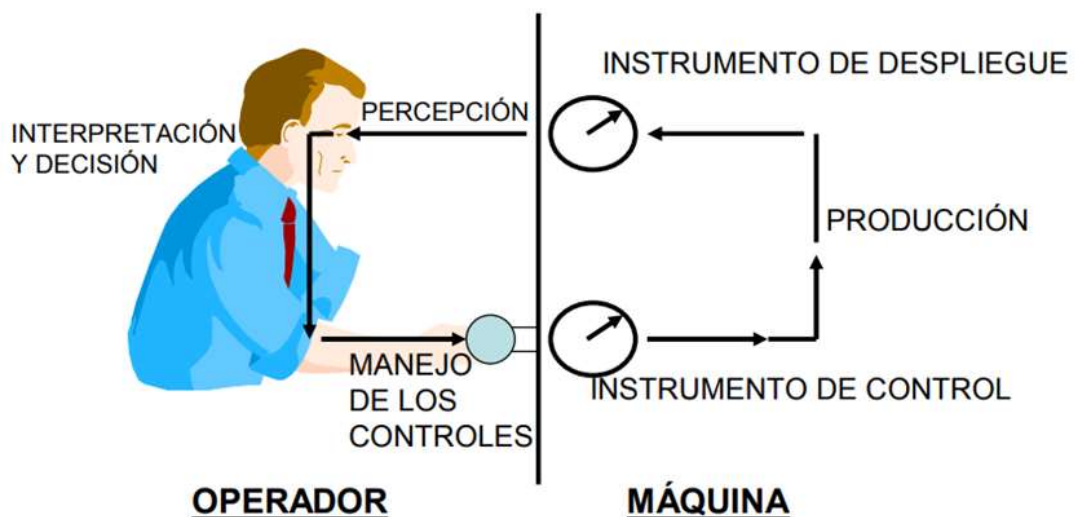 INSTRUMENTO DE DESPLIEGUE
PERCEPCIÓN
INTERPRETACIÓN
Y DECISIÓN
PRODUCCIÓN
MANEJO
DE LOS
CONTROLES
INSTRUMENTO DE CONTROL
OPERADOR
MÁQUINA